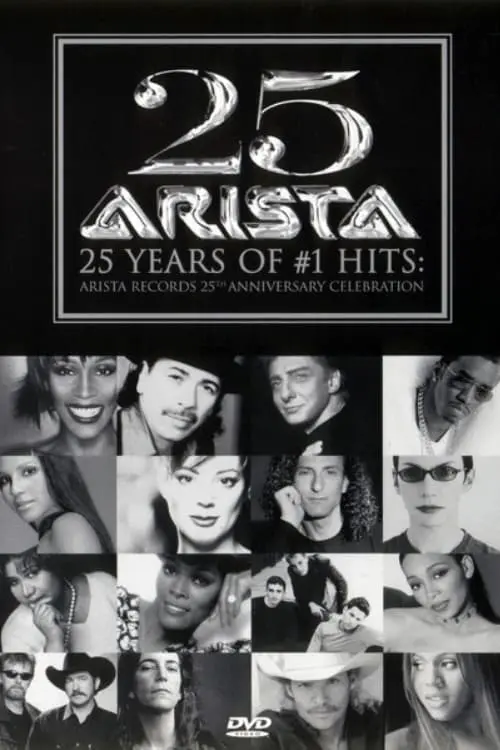 25
ARISTA
25 YEARS OF #1 HITS:
ARISTA RECORDS 25TH ANNIVERSARY CELEBRATION
DVD
VIDEO